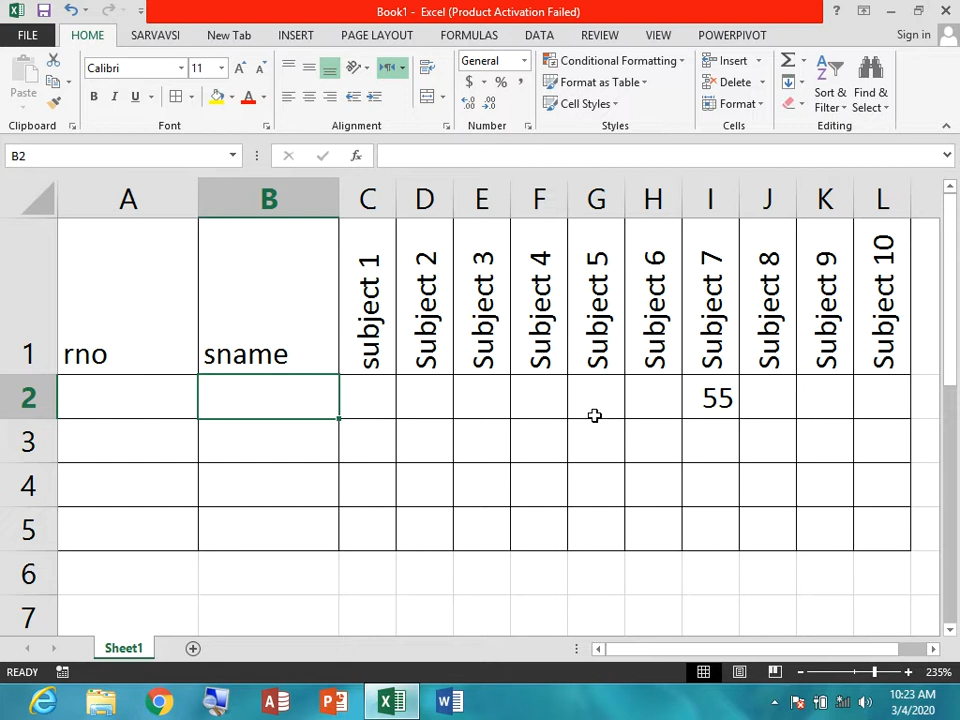 Book1 - Excel (Product Activation Failed)
FILE HOME SARVAVSI New Tab INSERT PAGE LAYOUT FORMULAS DATA REVIEW VIEW POWERPIVOT Sign in
Paste
Calibri 11
B I U
General
$ % ,
Conditional Formatting
Format as Table
Cell Styles
Insert
Delete
Format
Sort &
Filter
Find &
Select
Clipboard Font Alignment Number Styles Cells Editing
B2 fx
A B C D E F G H I J K L
1 rno sname subject 1 Subject 2 Subject 3 Subject 4 Subject 5 Subject 6 Subject 7 Subject 8 Subject 9 Subject 10
2 55
3
4
5
6
7
Sheet1
READY 235%
10:23 AM
3/4/2020